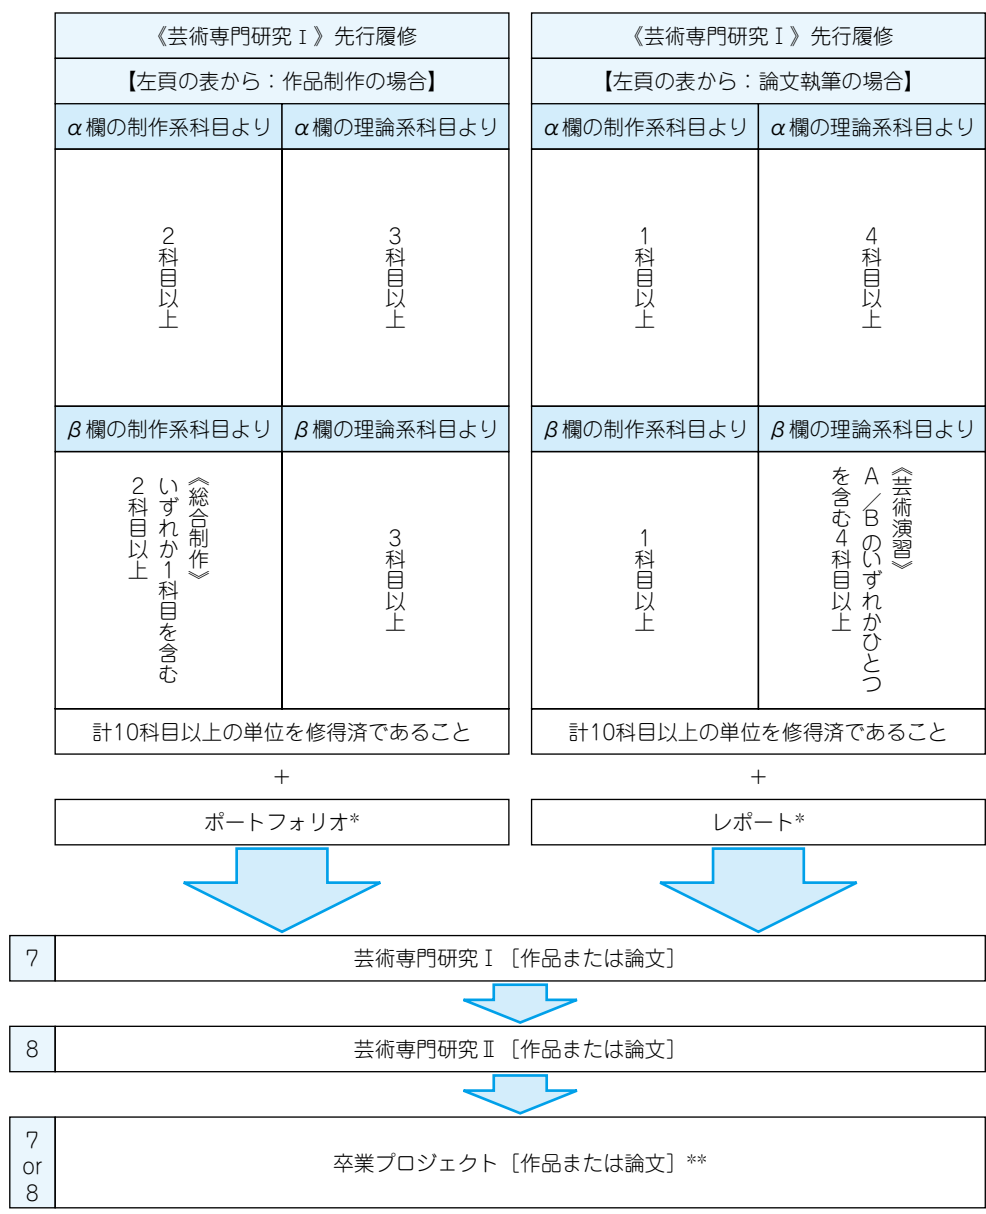 《芸術専門研究Ⅰ》先行履修
【左頁の表から：作品制作の場合】
α欄の制作系科目より
α欄の理論系科目より
2科目以上
3科目以上
β欄の制作系科目より
β欄の理論系科目より
《総合制作》
いずれか1科目を含む
2科目以上
3科目以上
計10科目以上の単位を修得済であること
＋
ポートフォリオ*
《芸術専門研究Ⅰ》先行履修
【左頁の表から：論文執筆の場合】
α欄の制作系科目より
α欄の理論系科目より
1科目以上
4科目以上
β欄の制作系科目より
β欄の理論系科目より
1科目以上
《芸術演習》
A／Bのいずれかひとつ
を含む4科目以上
計10科目以上の単位を修得済であること
＋
レポート*
7
芸術専門研究Ⅰ［作品または論文］
8
芸術専門研究Ⅱ［作品または論文］
7
or
8
卒業プロジェクト［作品または論文］**